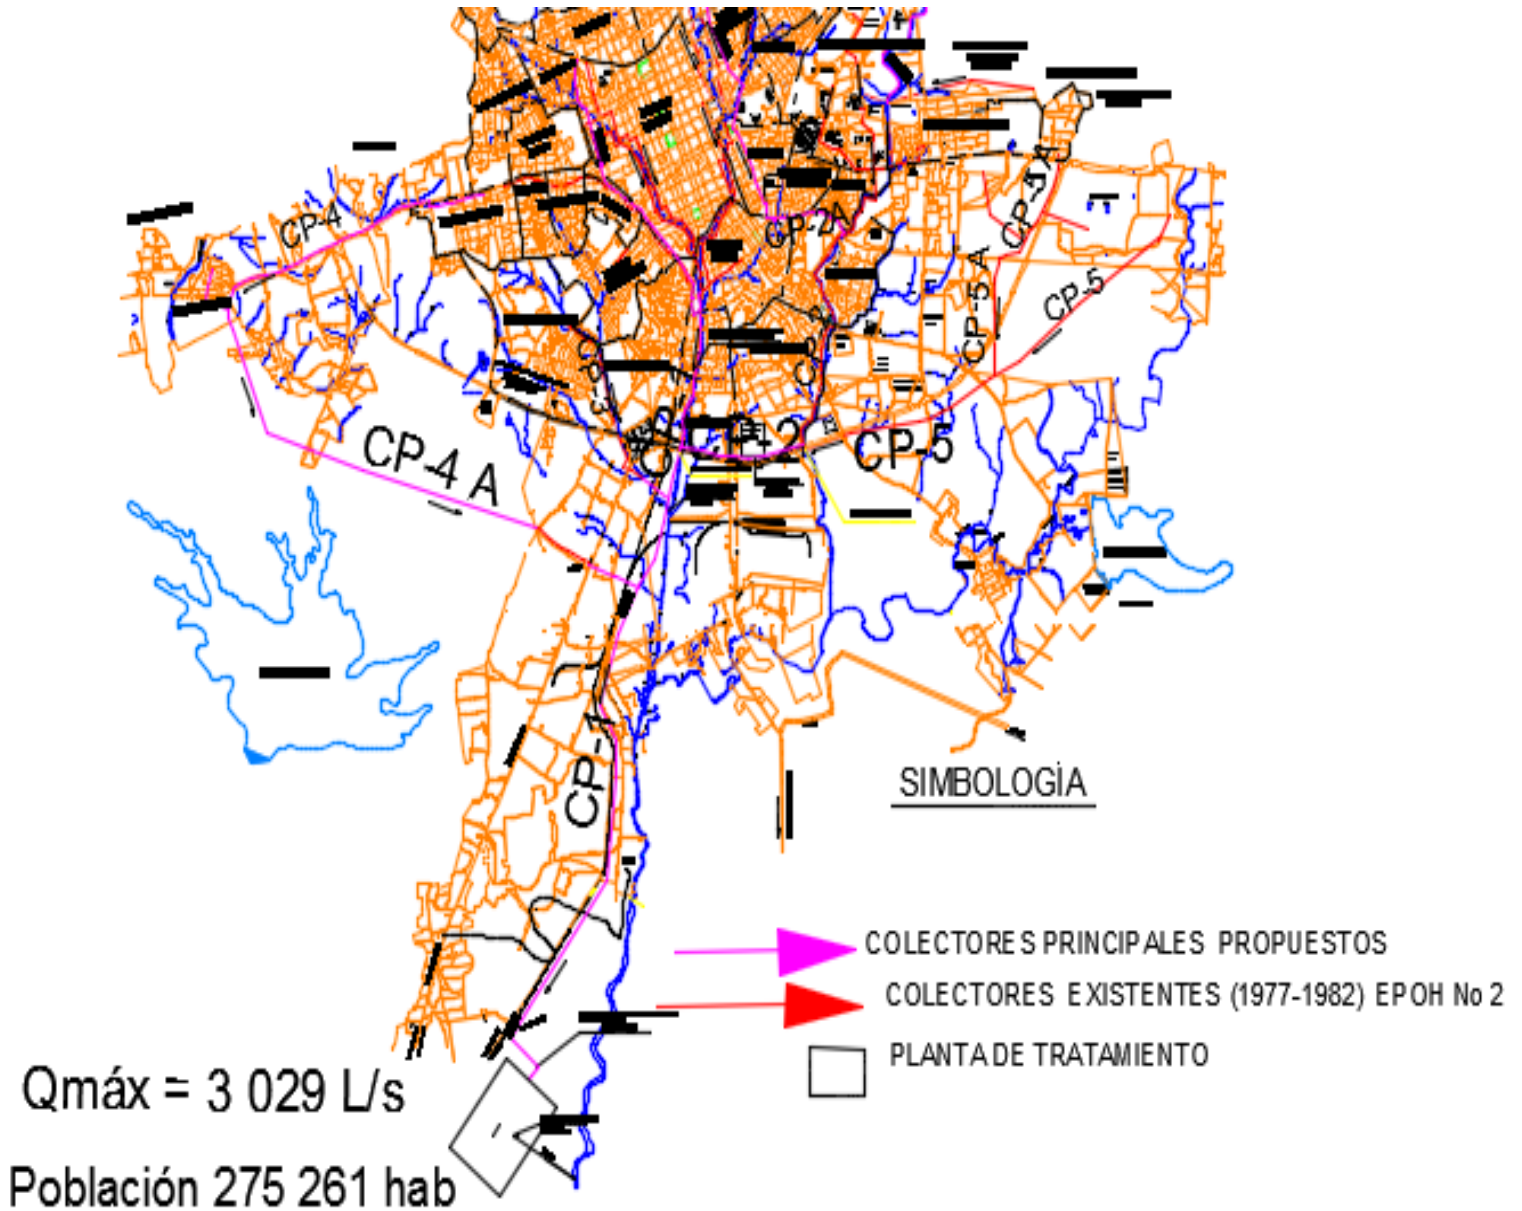 CP-4
CP-2A
CP-5A
CP-5
CP-3
CP-4 A
CP-2
CP-5
CP-1
SIMBOLOGÍA
COLECTORES PRINCIPALES PROPUESTOS
COLECTORES EXISTENTES (1977-1982) EPOH No 2
PLANTA DE TRATAMIENTO
Qmáx = 3 029 L/s
Población 275 261 hab